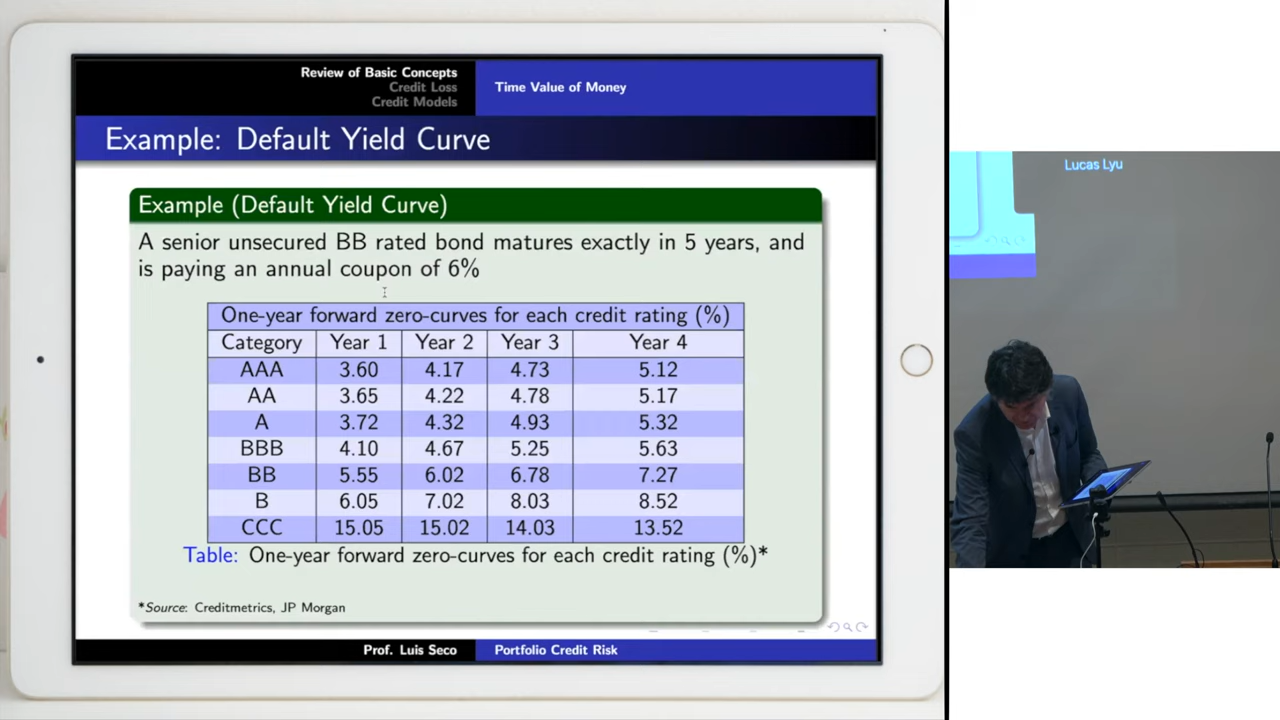 Review of Basic Concepts
Credit Loss
Credit Models
Time Value of Money
Example: Default Yield Curve
Example (Default Yield Curve)
A senior unsecured BB rated bond matures exactly in 5 years, and
is paying an annual coupon of 6%
One-year forward zero-curves for each credit rating (%)
Category Year 1 Year 2 Year 3 Year 4
AAA 3.60 4.17 4.73 5.12
AA 3.65 4.22 4.78 5.17
A 3.72 4.32 4.93 5.32
BBB 4.10 4.67 5.25 5.63
BB 5.55 6.02 6.78 7.27
B 6.05 7.02 8.03 8.52
CCC 15.05 15.02 14.03 13.52
Table: One-year forward zero-curves for each credit rating (%)*
*Source: Creditmetrics, JP Morgan
Prof. Luis Seco
Portfolio Credit Risk
Lucas Lyu